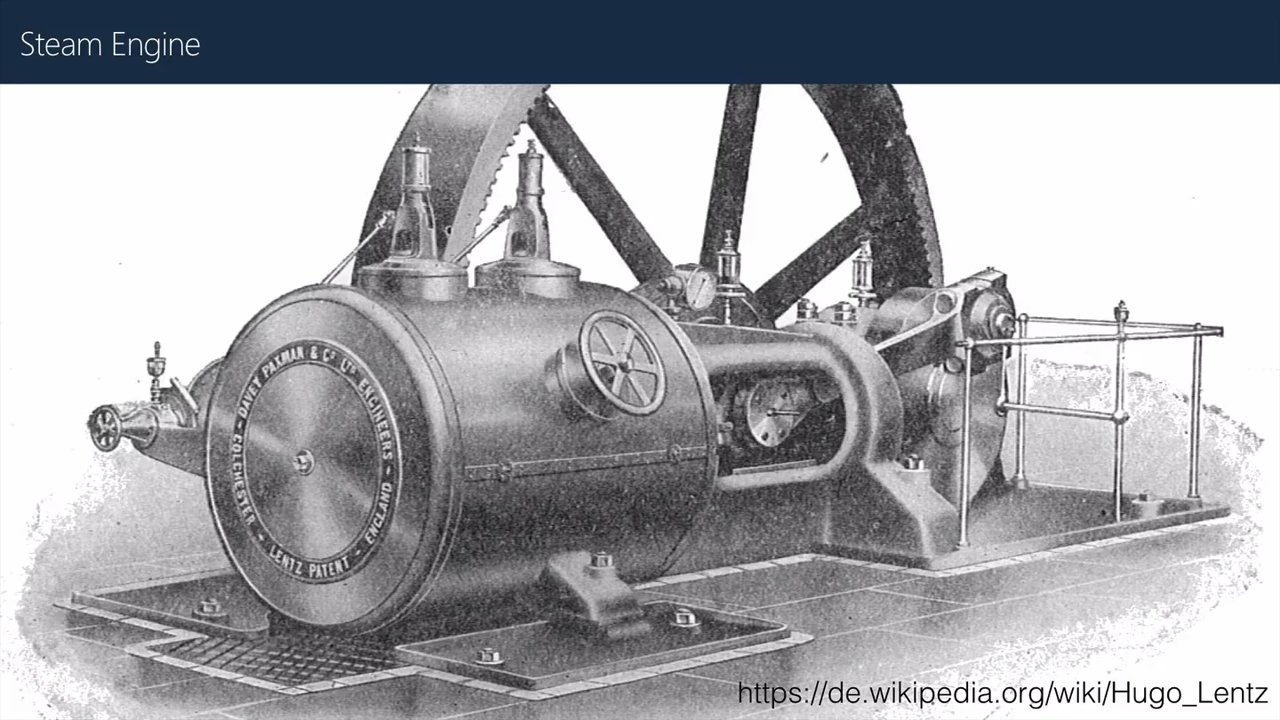 Steam Engine
DAVEY PAXMAN & Cº Lᵀᴰ ENGINEERS - COLCHESTER - LENTZ PATENT - ENGLAND
https://de.wikipedia.org/wiki/Hugo_Lentz